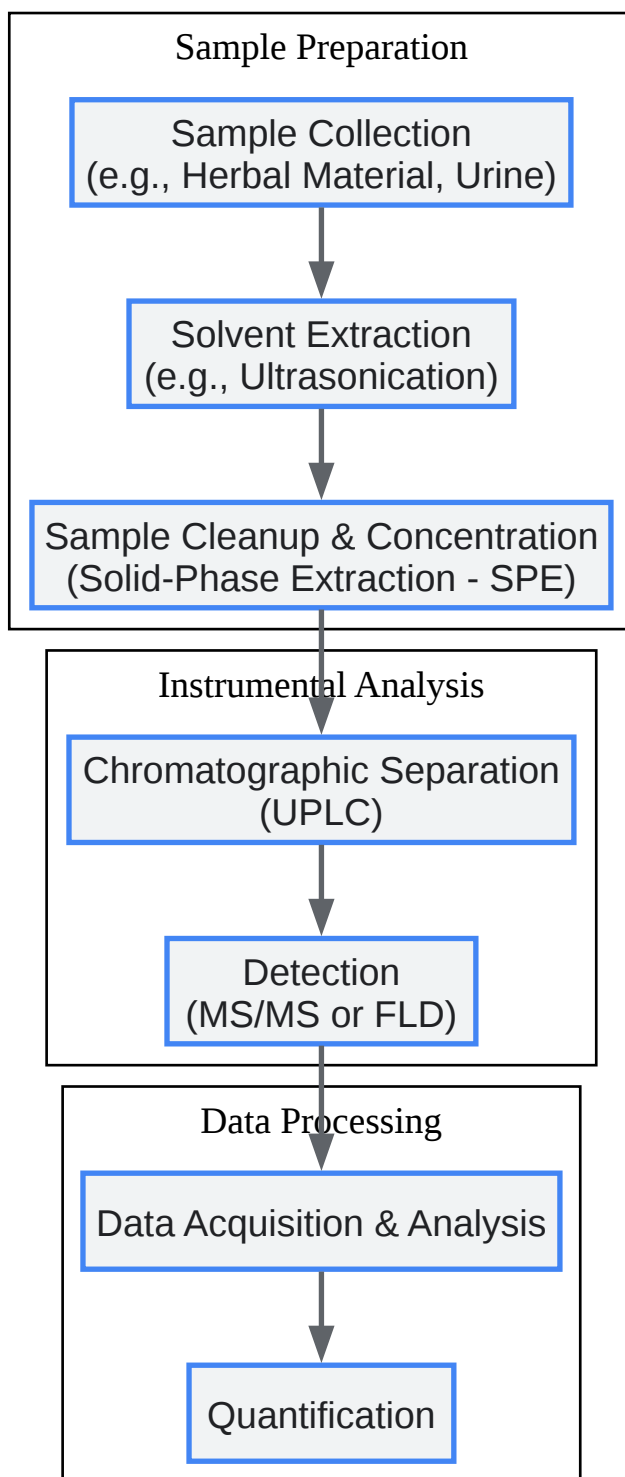 Sample Preparation
Sample Collection
(e.g., Herbal Material, Urine)
Solvent Extraction
(e.g., Ultrasonication)
Sample Cleanup & Concentration
(Solid-Phase Extraction - SPE)
Instrumental Analysis
Chromatographic Separation
(UPLC)
Detection
(MS/MS or FLD)
Data Processing
Data Acquisition & Analysis
Quantification